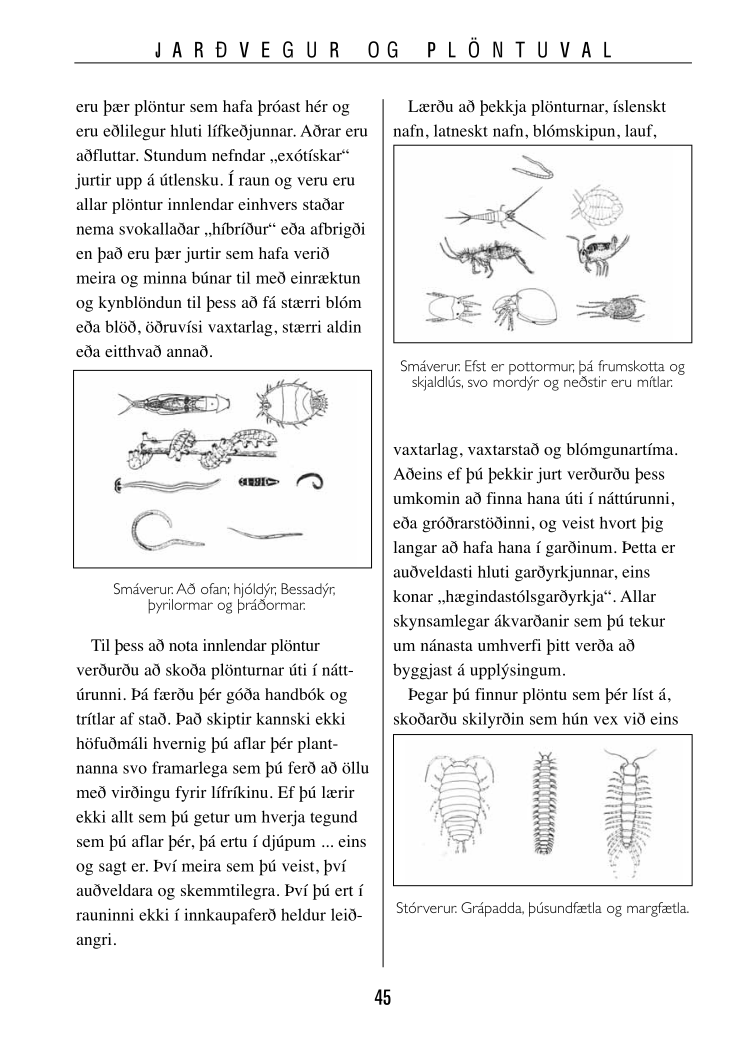 JARÐVEGUR OG PLÖNTUVAL
eru þær plöntur sem hafa þróast hér og
eru eðlilegur hluti lífkeðjunnar. Aðrar eru
aðfluttar. Stundum nefndar „exótískar“
jurtir upp á útlensku. Í raun og veru eru
allar plöntur innlendar einhvers staðar
nema svokallaðar „híbríður“ eða afbrigði
en það eru þær jurtir sem hafa verið
meira og minna búnar til með einræktun
og kynblöndun til þess að fá stærri blóm
eða blöð, öðruvísi vaxtarlag, stærri aldin
eða eitthvað annað.
Smáverur. Að ofan; hjóldýr, Bessadýr,
þyrilormar og þráðormar.
Til þess að nota innlendar plöntur
verðurðu að skoða plönturnar úti í nátt-
úrunni. Þá færðu þér góða handbók og
trítlar af stað. Það skiptir kannski ekki
höfuðmáli hvernig þú aflar þér plant-
nanna svo framarlega sem þú ferð að öllu
með virðingu fyrir lífríkinu. Ef þú lærir
ekki allt sem þú getur um hverja tegund
sem þú aflar þér, þá ertu í djúpum ... eins
og sagt er. Því meira sem þú veist, því
auðveldara og skemmtilegra. Því þú ert í
rauninni ekki í innkaupaferð heldur leið-
angri.
Lærðu að þekkja plönturnar, íslenskt
nafn, latneskt nafn, blómskipun, lauf,
Smáverur. Efst er pottormur, þá frumskotta og
skjaldlús, svo mordýr og neðstir eru mítlar.
vaxtarlag, vaxtarstað og blómgunartíma.
Aðeins ef þú þekkir jurt verðurðu þess
umkomin að finna hana úti í náttúrunni,
eða gróðrarstöðinni, og veist hvort þig
langar að hafa hana í garðinum. Þetta er
auðveldasti hluti garðyrkjunnar, eins
konar „hægindastólsgarðyrkja“. Allar
skynsamlegar ákvarðanir sem þú tekur
um nánasta umhverfi þitt verða að
byggjast á upplýsingum.
Þegar þú finnur plöntu sem þér líst á,
skoðarðu skilyrðin sem hún vex við eins
Stórverur. Grápadda, þúsundfætla og margfætla.
45